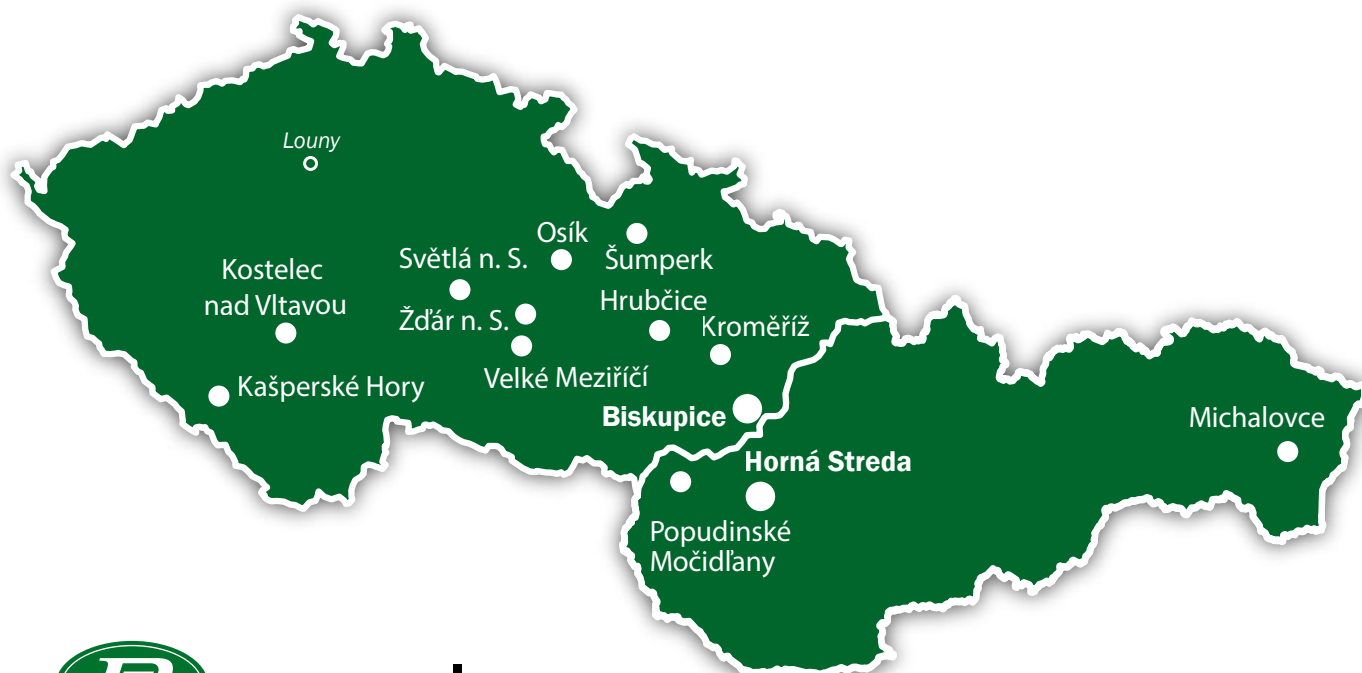 Louny
Osík
Šumperk
Světlá n. S.
Kostelec
nad Vltavou
Hrubčice
Žďár n. S.
Kroměříž
Velké Meziříčí
Kašperské Hory
Biskupice
Michalovce
Horná Streda
Popudinské
Močidľany